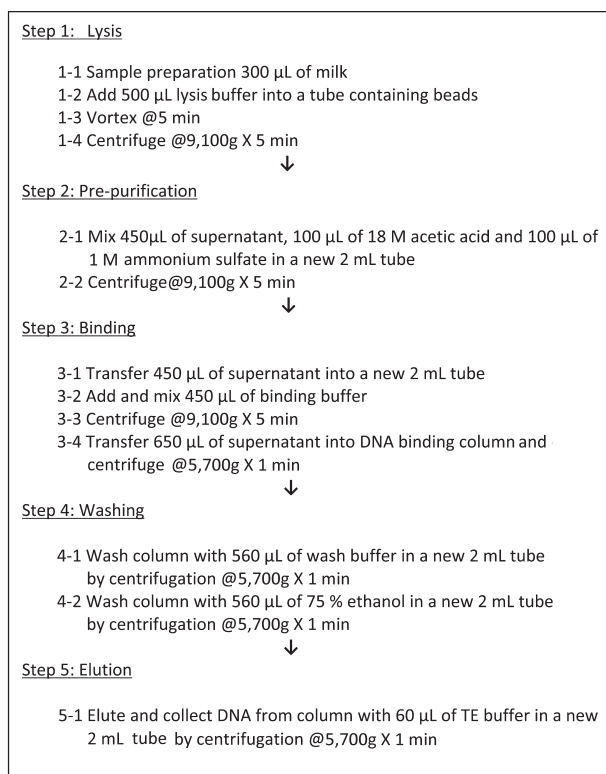 Step 1: Lysis
1-1 Sample preparation 300 µL of milk
1-2 Add 500 µL lysis buffer into a tube containing beads
1-3 Vortex @5 min
1-4 Centrifuge @9,100g X 5 min
↓
Step 2: Pre-purification
2-1 Mix 450µL of supernatant, 100 µL of 18 M acetic acid and 100 µL of
1 M ammonium sulfate in a new 2 mL tube
2-2 Centrifuge@9,100g X 5 min
↓
Step 3: Binding
3-1 Transfer 450 µL of supernatant into a new 2 mL tube
3-2 Add and mix 450 µL of binding buffer
3-3 Centrifuge @9,100g X 5 min
3-4 Transfer 650 µL of supernatant into DNA binding column and
centrifuge @5,700g X 1 min
↓
Step 4: Washing
4-1 Wash column with 560 µL of wash buffer in a new 2 mL tube
by centrifugation @5,700g X 1 min
4-2 Wash column with 560 µL of 75 % ethanol in a new 2 mL tube
by centrifugation @5,700g X 1 min
↓
Step 5: Elution
5-1 Elute and collect DNA from column with 60 µL of TE buffer in a new
2 mL tube by centrifugation @5,700g X 1 min